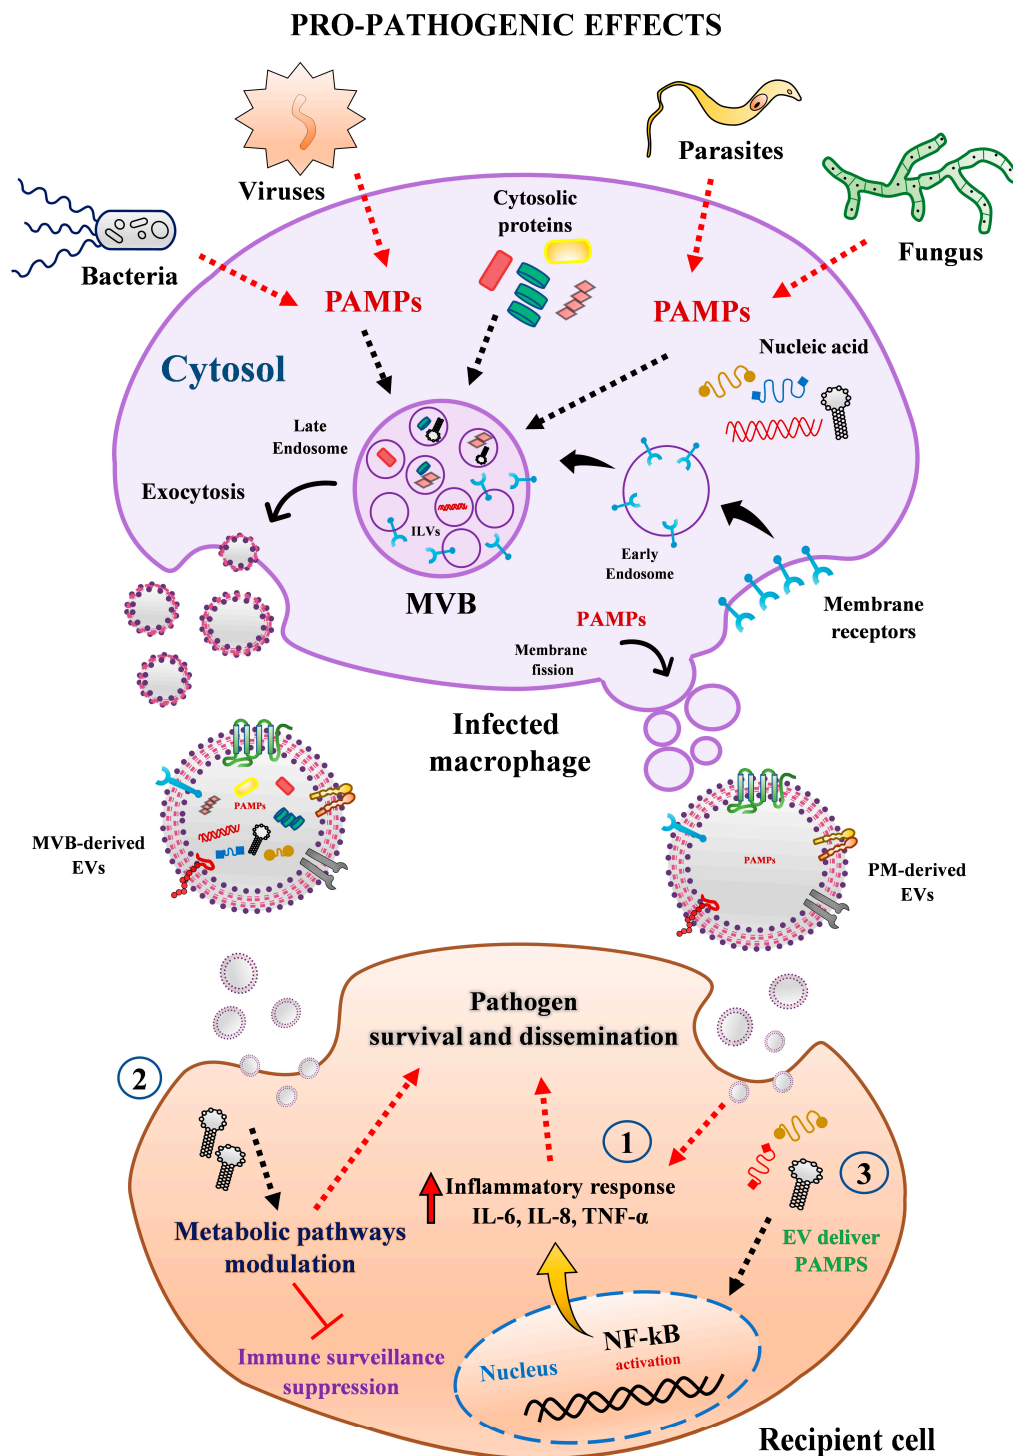 PRO-PATHOGENIC EFFECTS
Viruses
Parasites
Bacteria
Fungus
Cytosolic
proteins
PAMPs
PAMPs
Nucleic acid
Cytosol
Late
Endosome
Exocytosis
ILVs
Early
Endosome
MVB
PAMPs
Membrane
receptors
Membrane
fission
Infected
macrophage
PAMPs
MVB-derived
EVs
PAMPs
PM-derived
EVs
Pathogen
survival and dissemination
2
1
3
Inflammatory response
IL-6, IL-8, TNF-α
Metabolic pathways
modulation
EV deliver
PAMPS
Immune surveillance
suppression
NF-kB
activation
Nucleus
Recipient cell